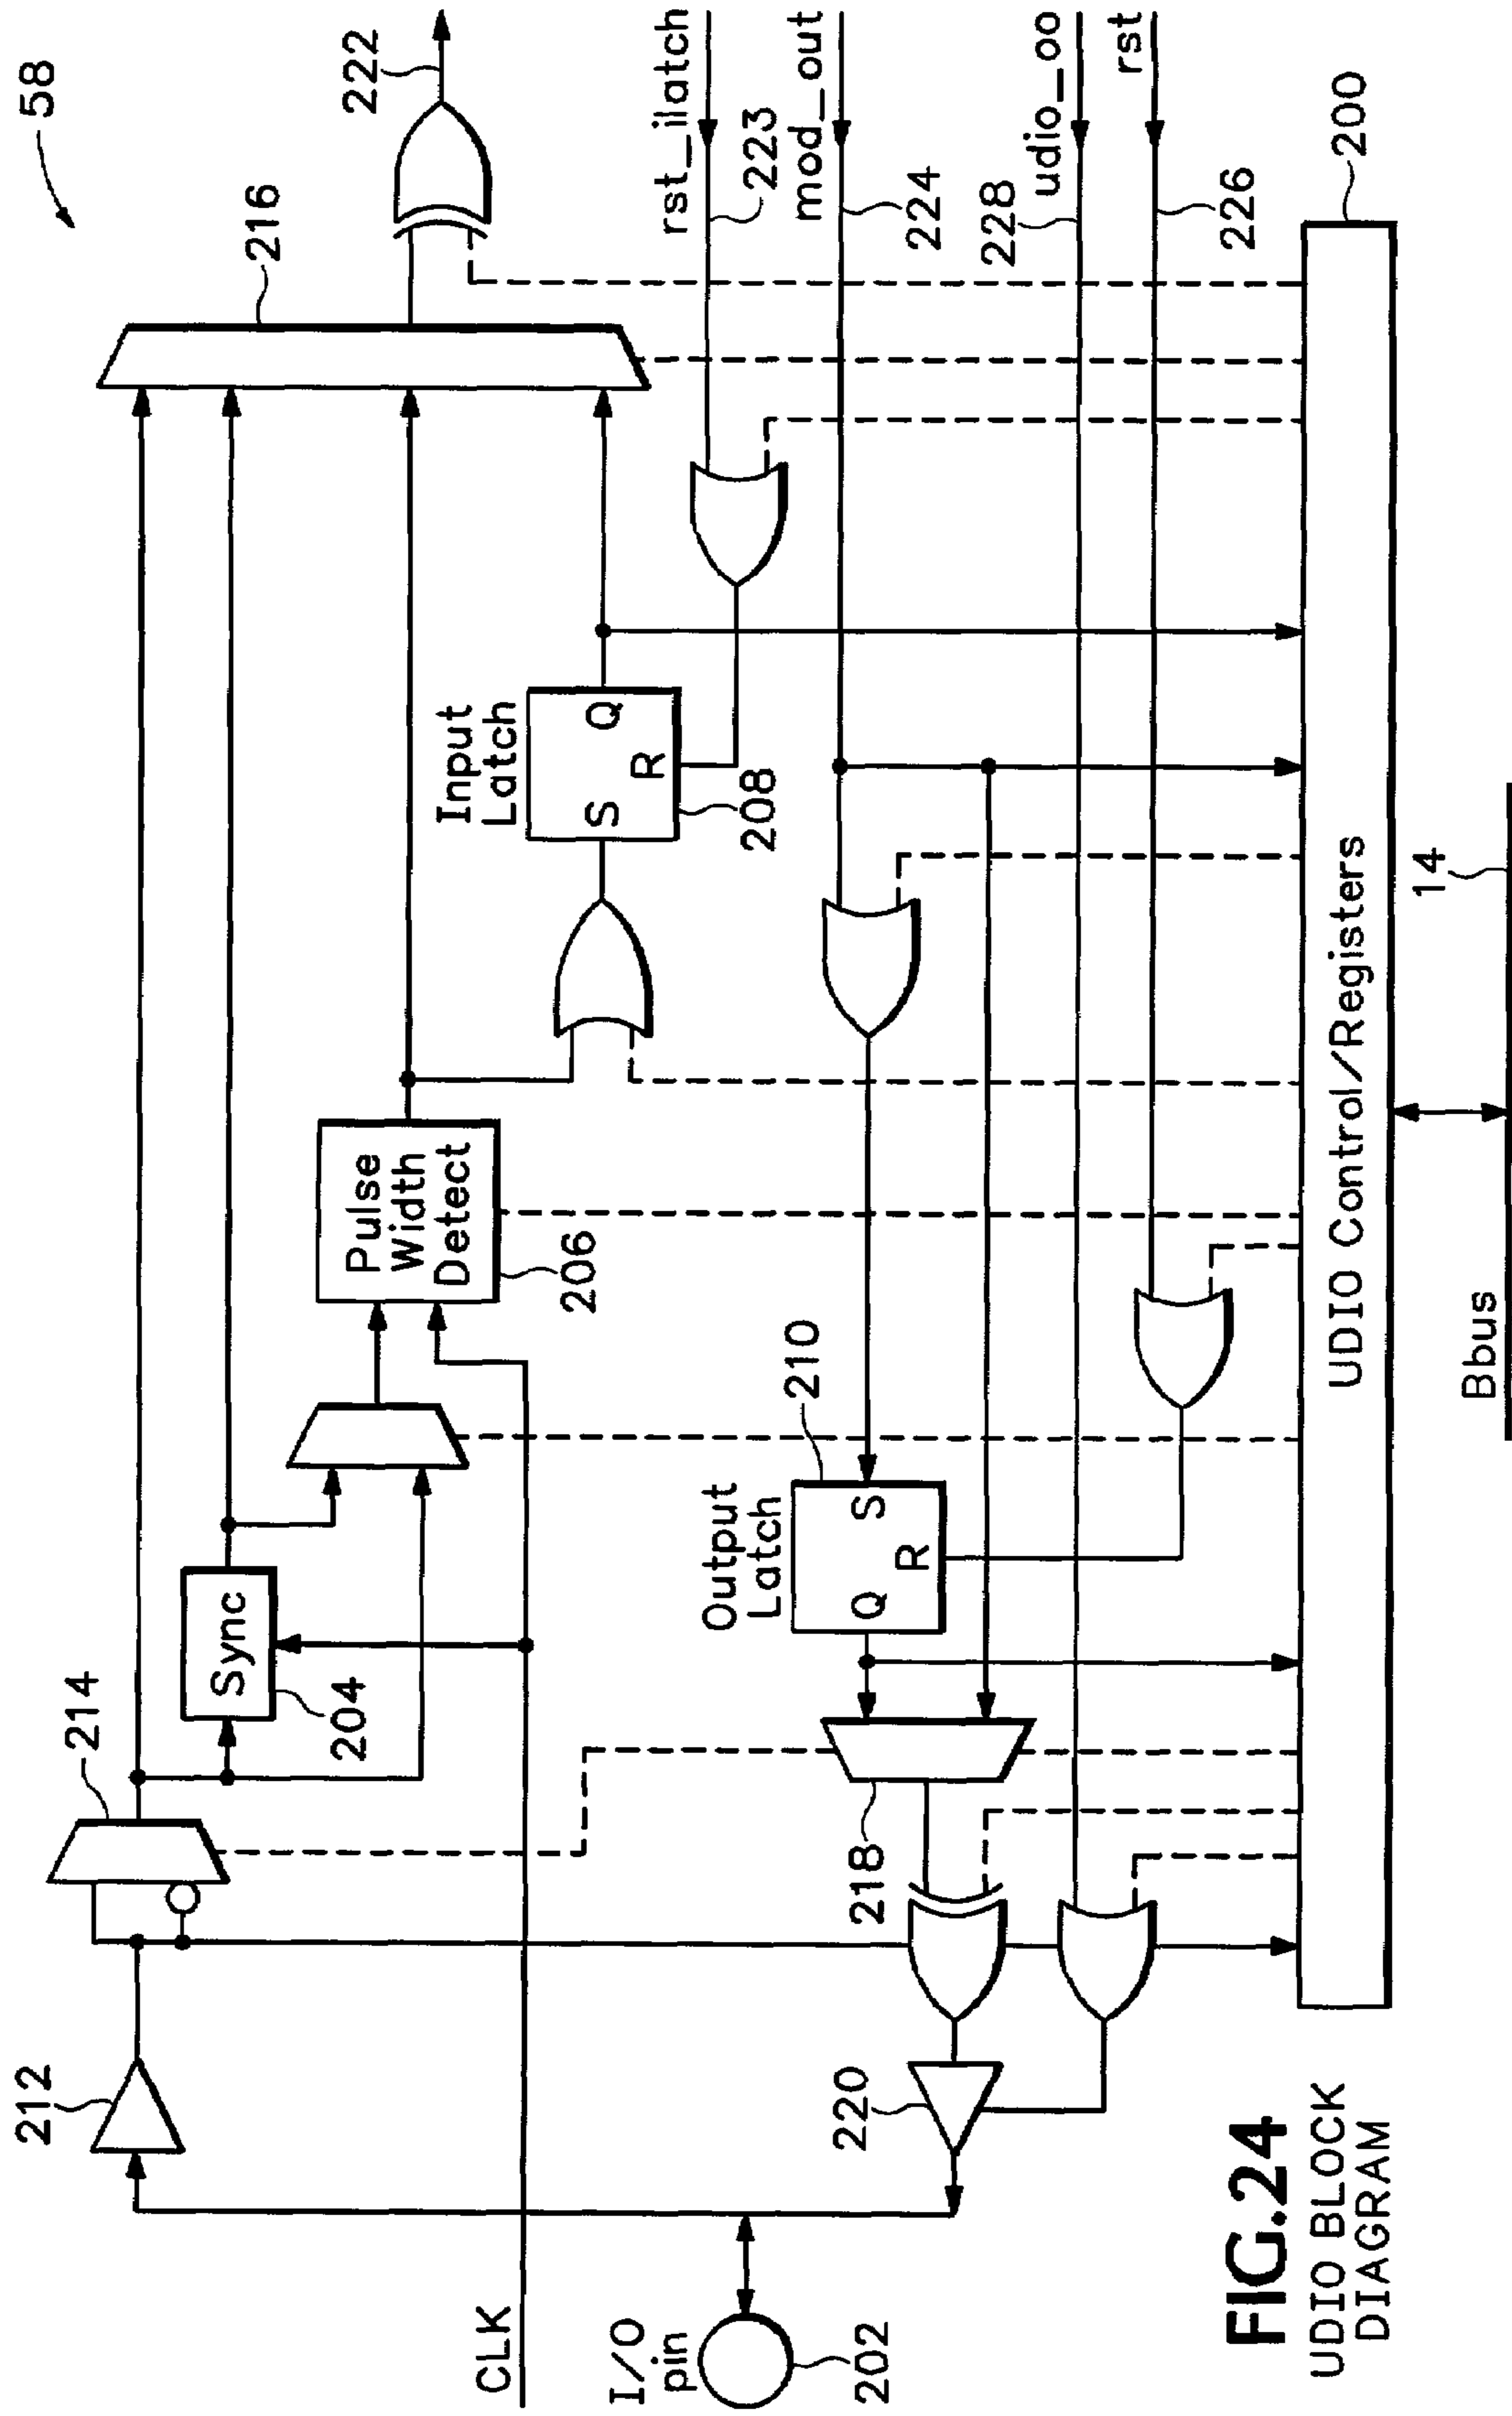 58
222
216
rst_ilatch
223
mod_out
224
228
udio_oo
rst
226
200
Input
Latch
S
Q
R
208
Pulse
Width
Detect
206
Sync
204
214
212
Output
Latch
210
Q
S
R
218
220
CLK
I/O
pin
202
UDIO Control/Registers
Bbus
14
FIG.24
UDIO BLOCK
DIAGRAM